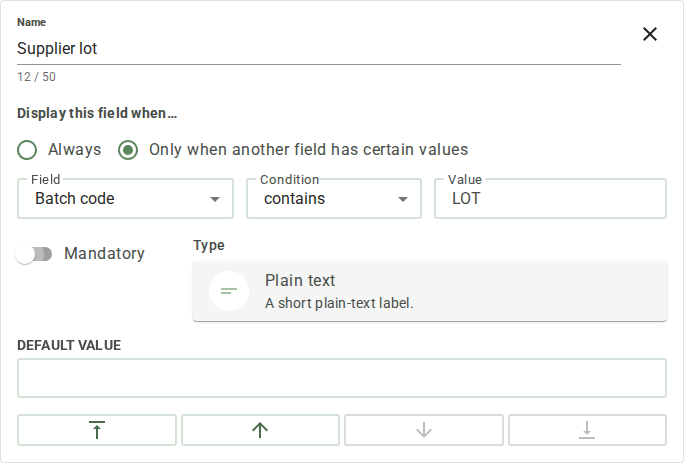 Name
Supplier lot
12 / 50
Display this field when...
Always
Only when another field has certain values
Field
Batch code
Condition
contains
Value
LOT
Mandatory
Type
Plain text
A short plain-text label.
DEFAULT VALUE